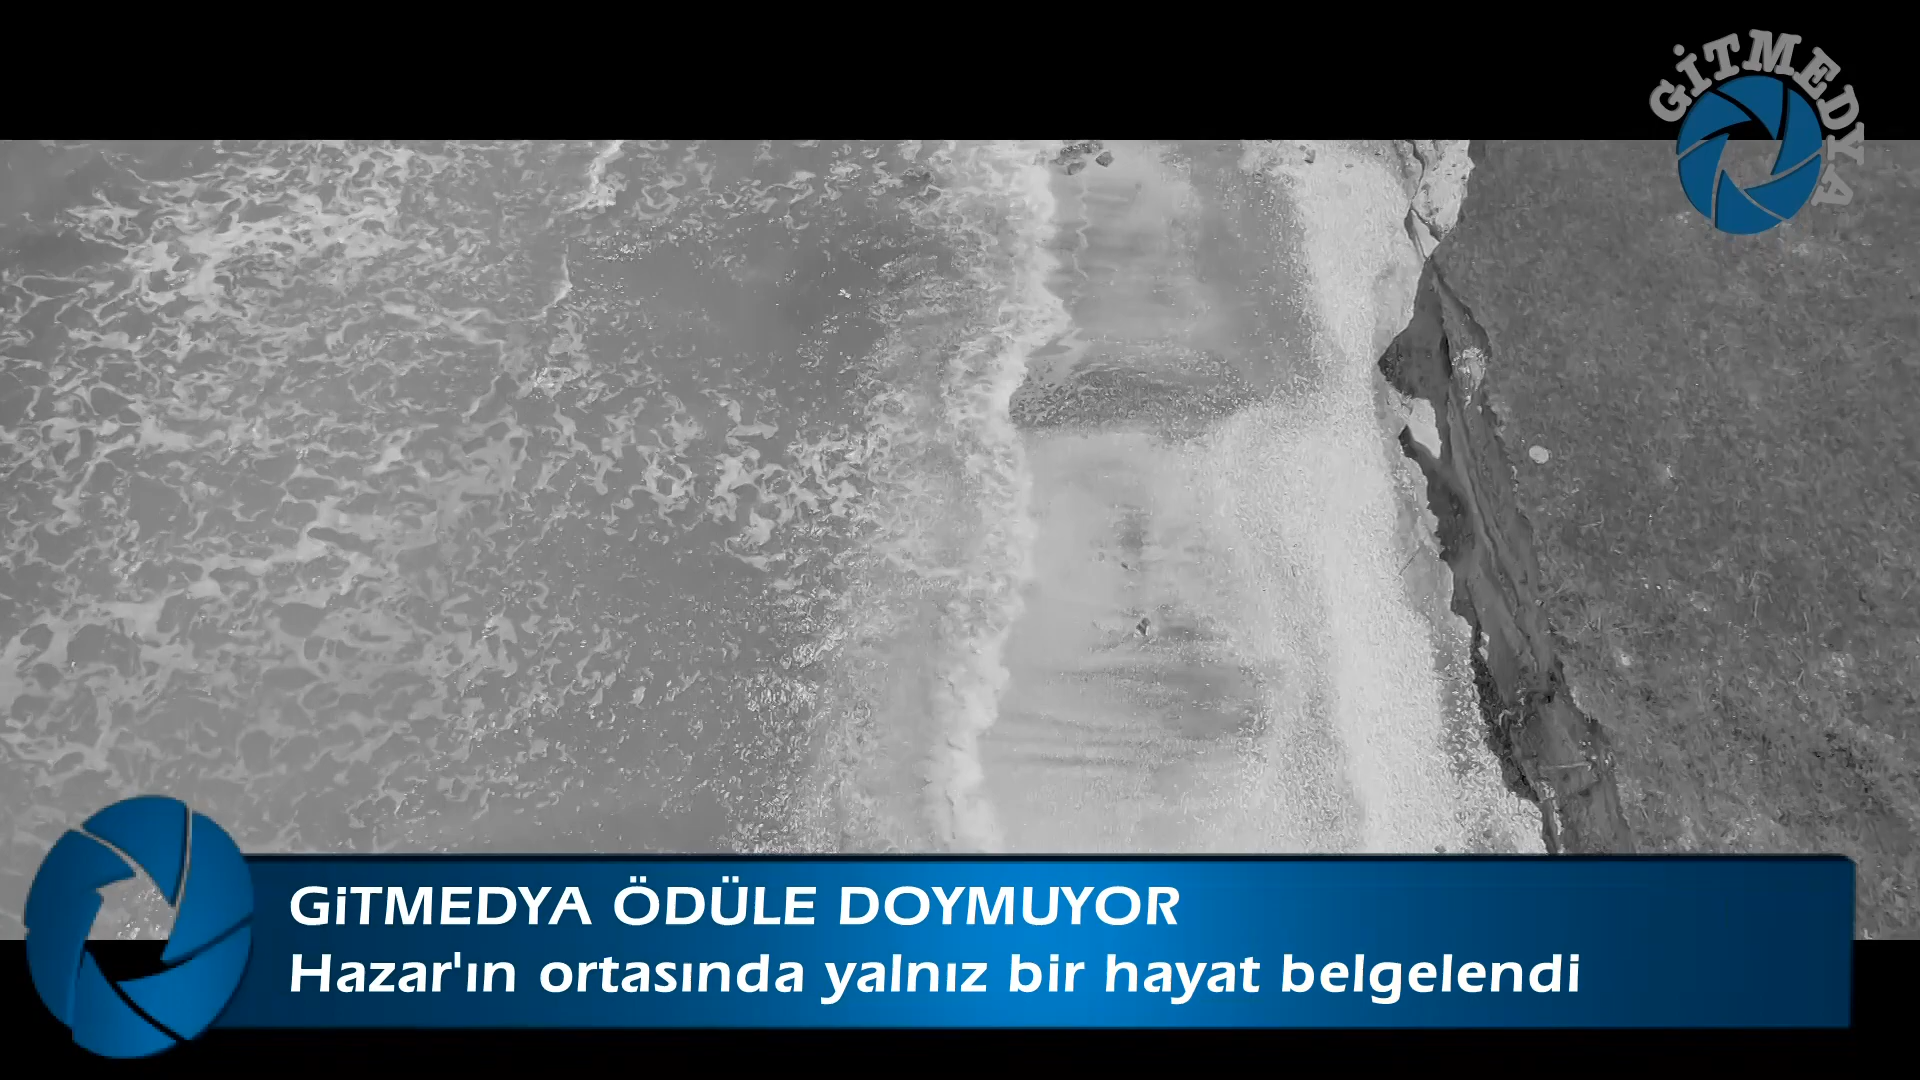 GİTMEDYA
GiTMEDYA ÖDÜLE DOYMUYOR
Hazar'ın ortasında yalnız bir hayat belgelendi